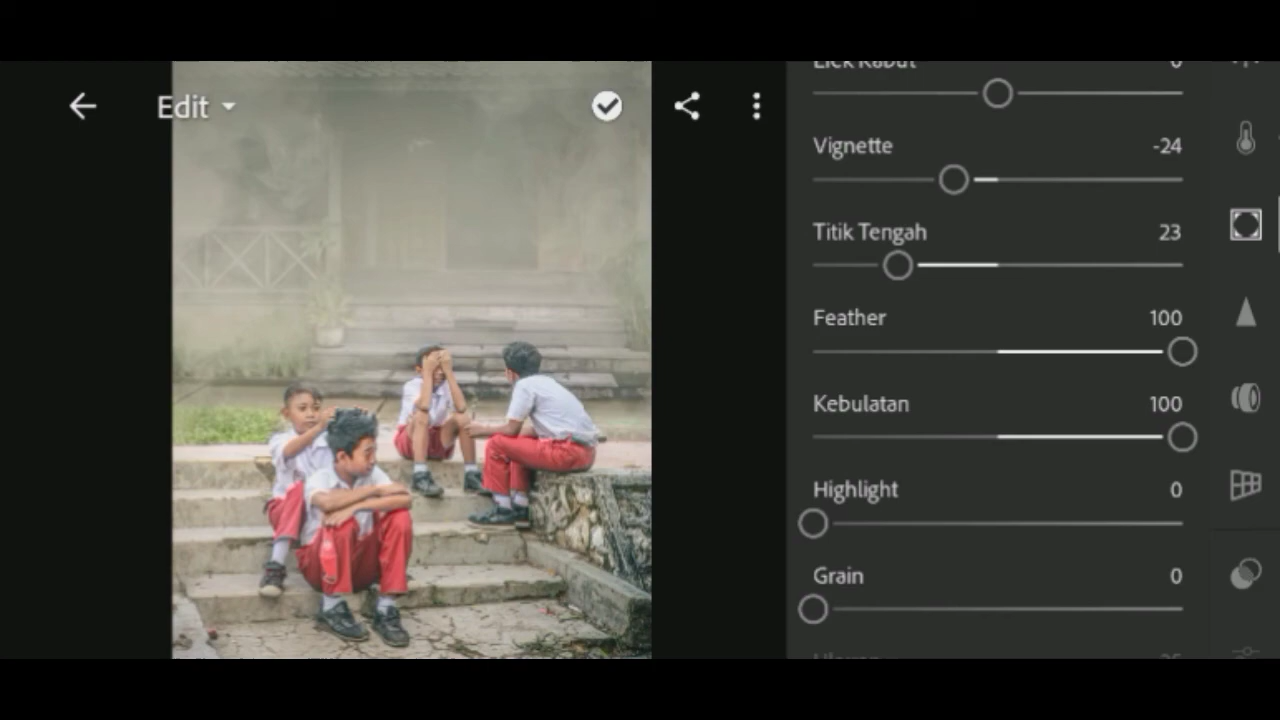 Edit
Vignette -24
Titik Tengah 23
Feather 100
Kebulatan 100
Highlight 0
Grain 0